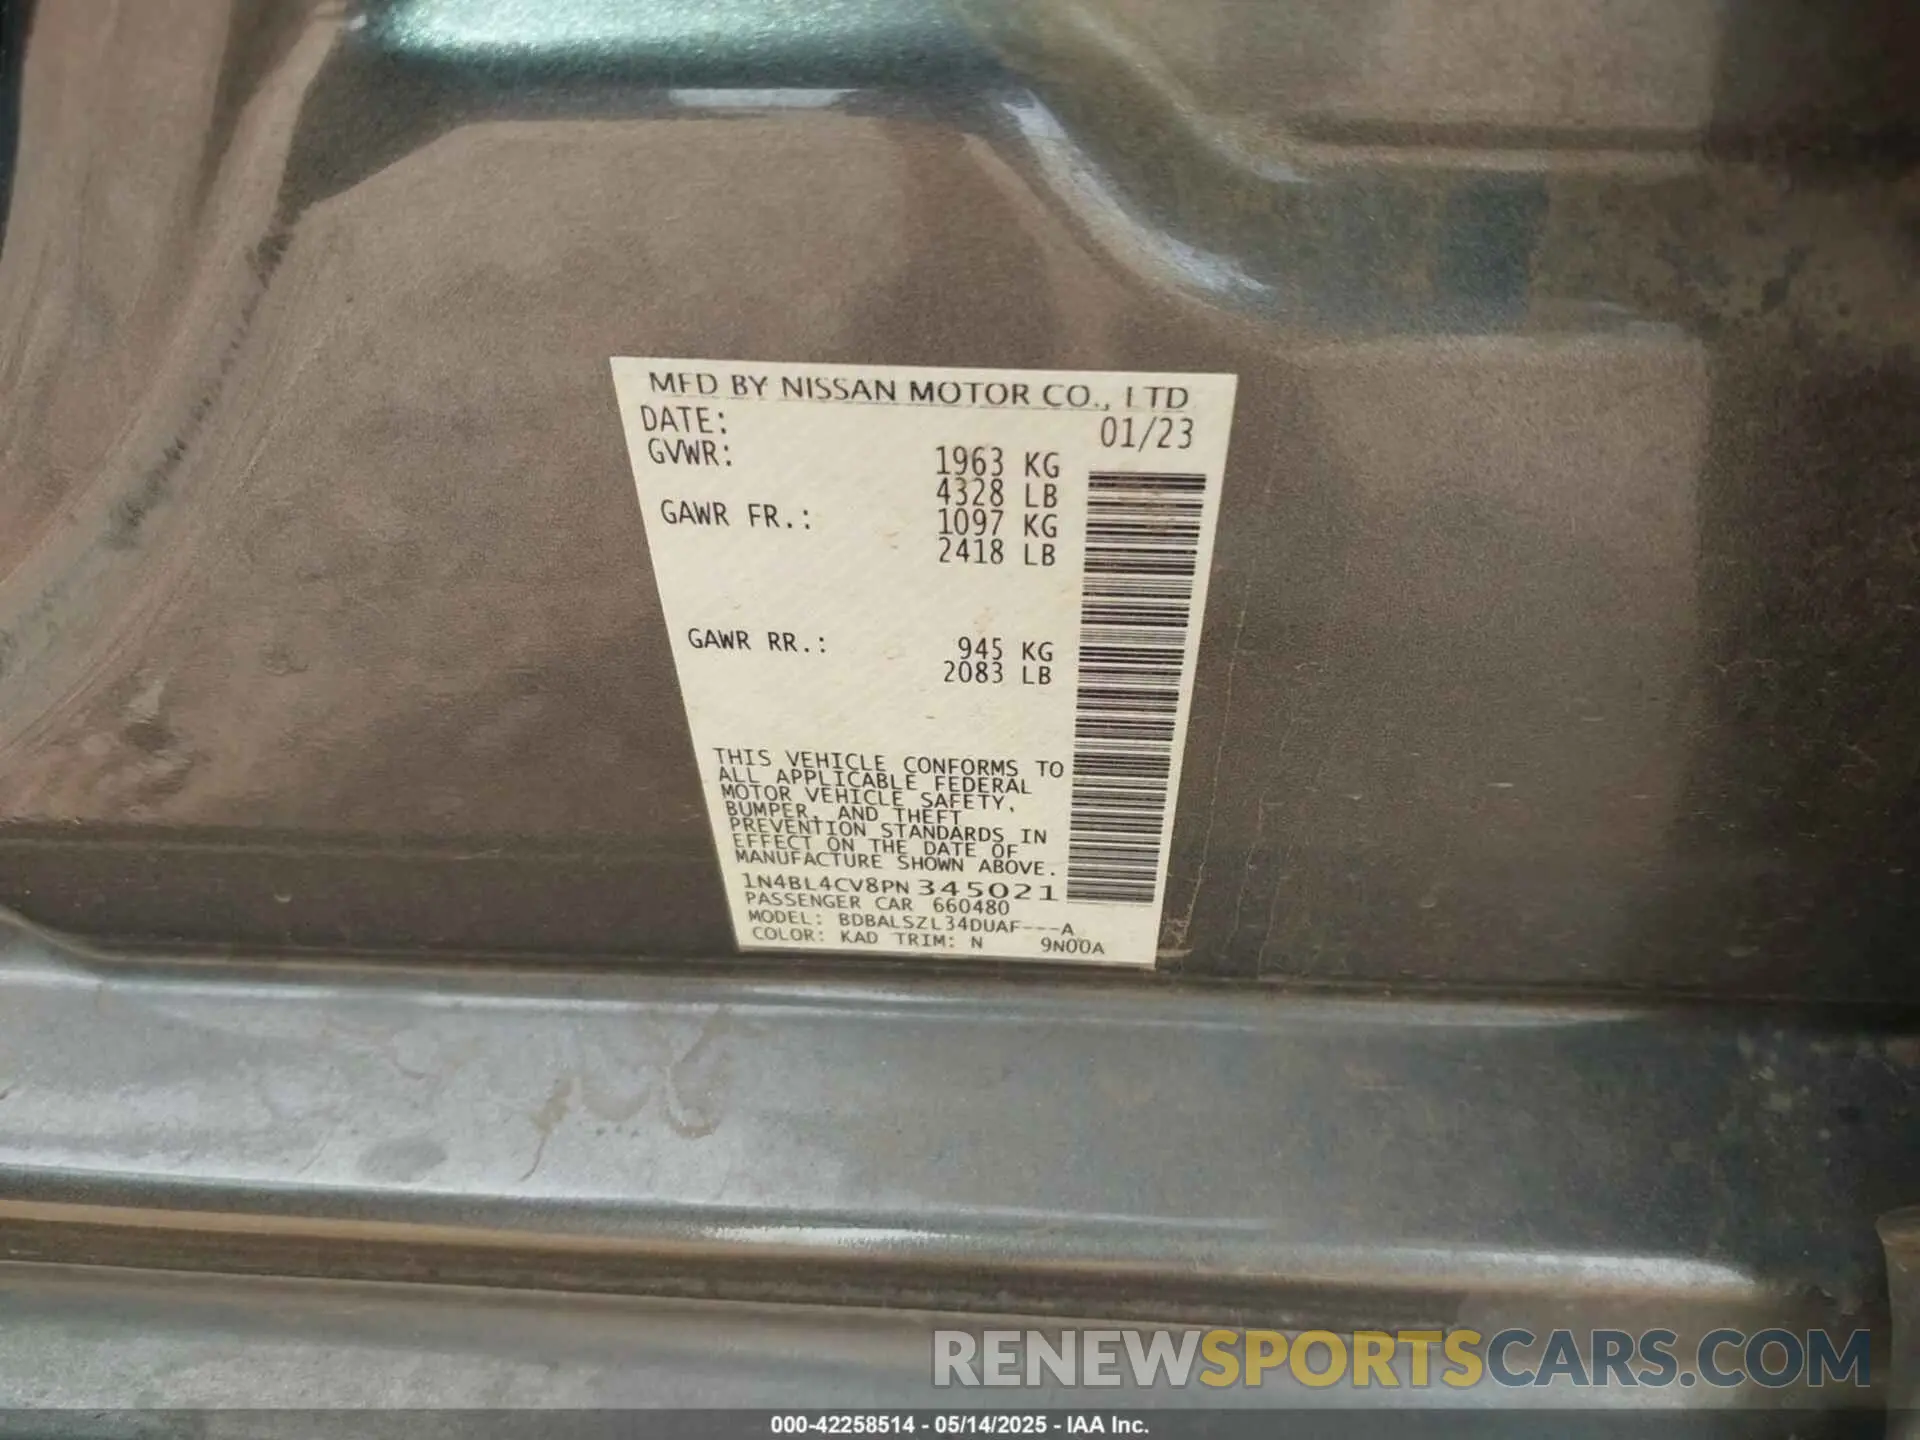 MFD BY NISSAN MOTOR CO., LTD
DATE: 01/23
GVWR: 1963 KG
4328 LB
GAWR FR.: 1097 KG
2418 LB
GAWR RR.: 945 KG
2083 LB
THIS VEHICLE CONFORMS TO
ALL APPLICABLE FEDERAL
MOTOR VEHICLE SAFETY,
BUMPER, AND THEFT
PREVENTION STANDARDS IN
EFFECT ON THE DATE OF
MANUFACTURE SHOWN ABOVE.
1N4BL4CV8PN345021
PASSENGER CAR 660480
MODEL: BDBALSZL34DUAF---A
COLOR: KAD TRIM: N 9N00A
RENEWSPORTSCARS.COM
000-42258514 - 05/14/2025 - IAA Inc.